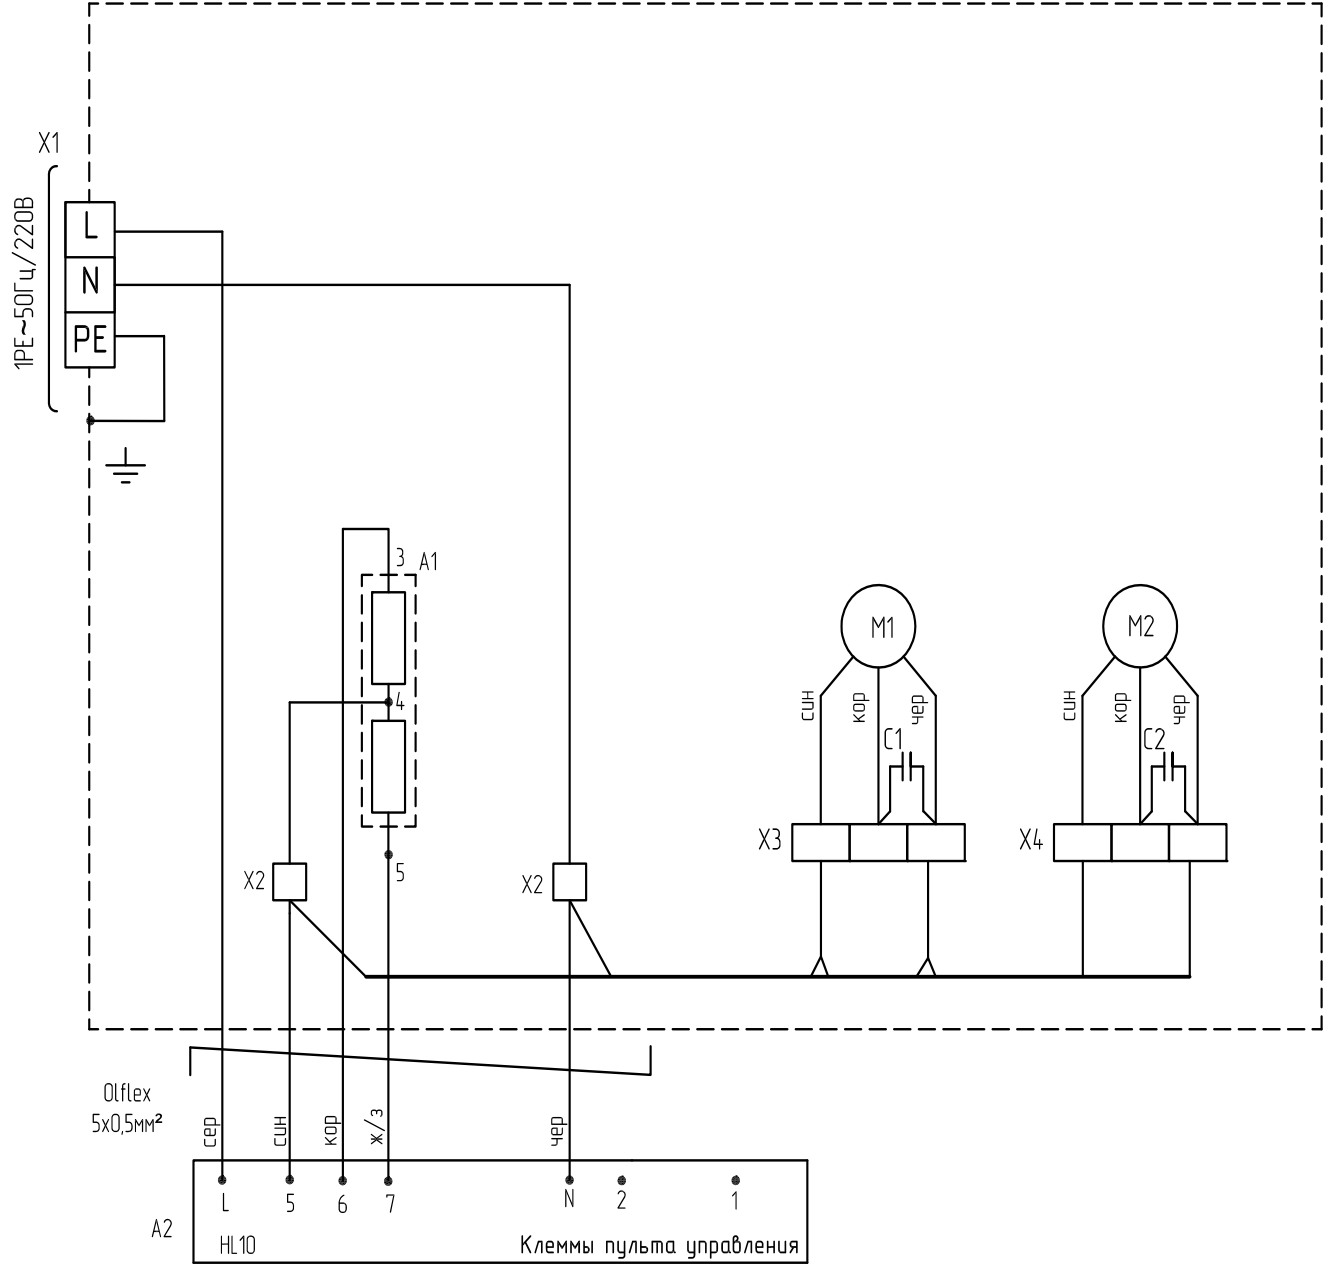 X1
1PE~50Гц/220В
L
N
PE
3
A1
4
5
X2
X2
M1
син
кор
чер
C1
X3
M2
син
кор
чер
C2
X4
Olflex
5x0,5мм²
сер
син
кор
ж/з
чер
L
5
6
7
N
2
1
A2
HL10
Клеммы пульта управления